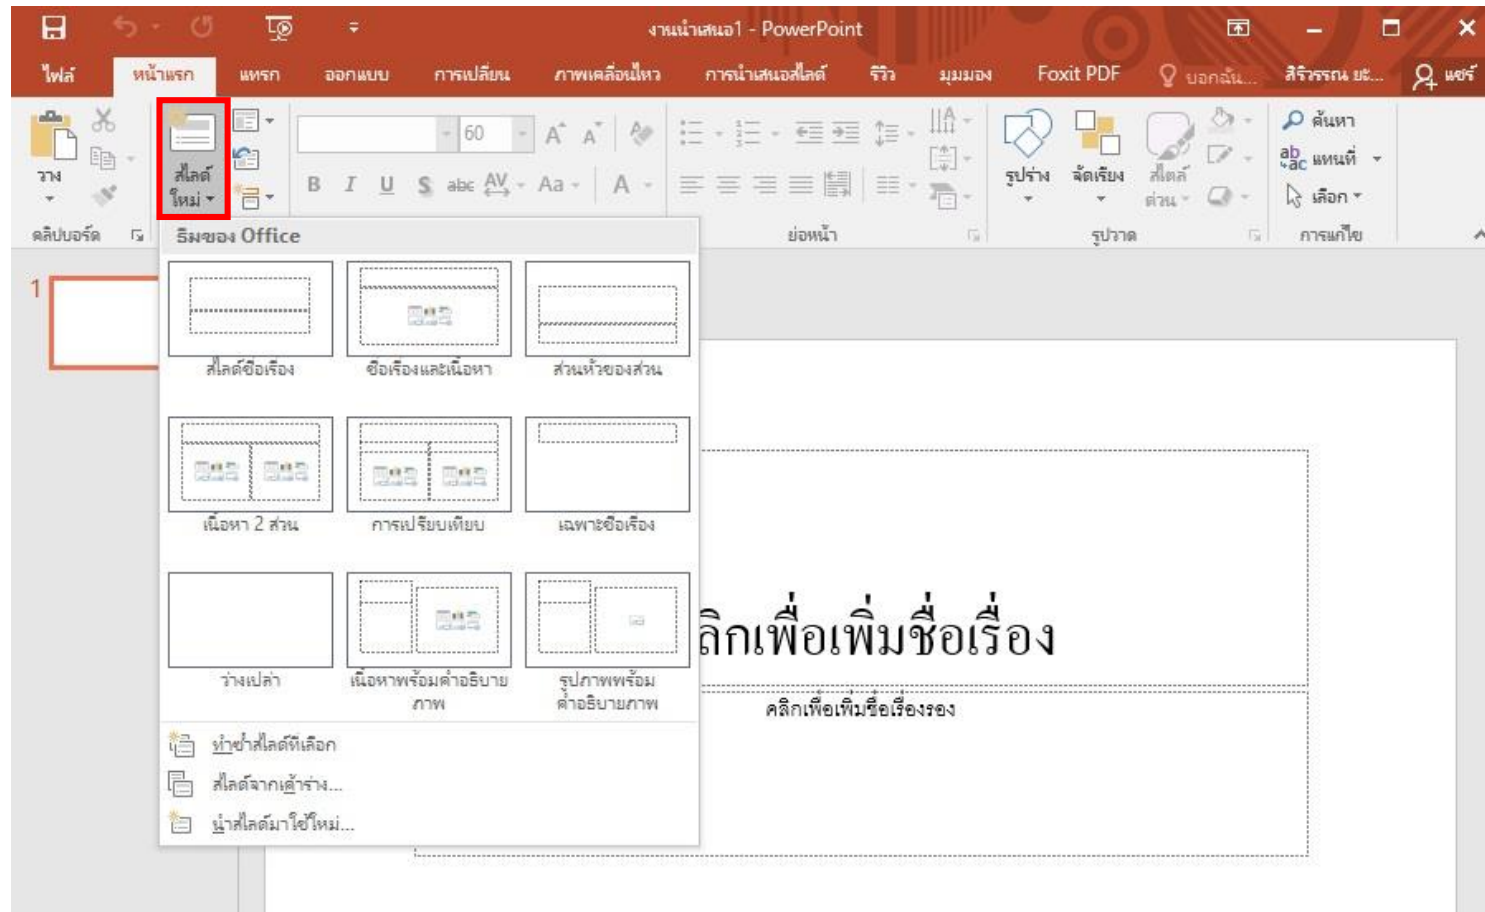 งานนำเสนอ1 - PowerPoint
ไฟล์ หน้าแรก แทรก ออกแบบ การเปลี่ยน ภาพเคลื่อนไหว การนำเสนอสไลด์ รีวิว มุมมอง Foxit PDF บอกฉัน... สิริวรรณ ยะ... แชร์
วาง
สไลด์
ใหม่
60
B I U S abc AV Aa A
รูปร่าง
จัดเรียง
สไตล์
ด่วน
ค้นหา
แทนที่
เลือก
คลิปบอร์ด
ย่อหน้า
รูปวาด
การแก้ไข
ธีมของ Office
สไลด์ชื่อเรื่อง
ชื่อเรื่องและเนื้อหา
ส่วนหัวของส่วน
เนื้อหา 2 ส่วน
การเปรียบเทียบ
เฉพาะชื่อเรื่อง
ว่างเปล่า
เนื้อหาพร้อมคำอธิบาย
ภาพ
รูปภาพพร้อม
คำอธิบายภาพ
ทำซ้ำสไลด์ที่เลือก
สไลด์จากเค้าร่าง...
นำสไลด์มาใช้ใหม่...
1
ลิกเพื่อเพิ่มชื่อเรื่อง
คลิกเพื่อเพิ่มชื่อเรื่องรอง